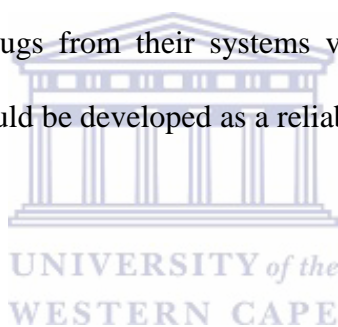 ugs from their systems v
uld be developed as a reliab
UNIVERSITY of the
WESTERN CAPE